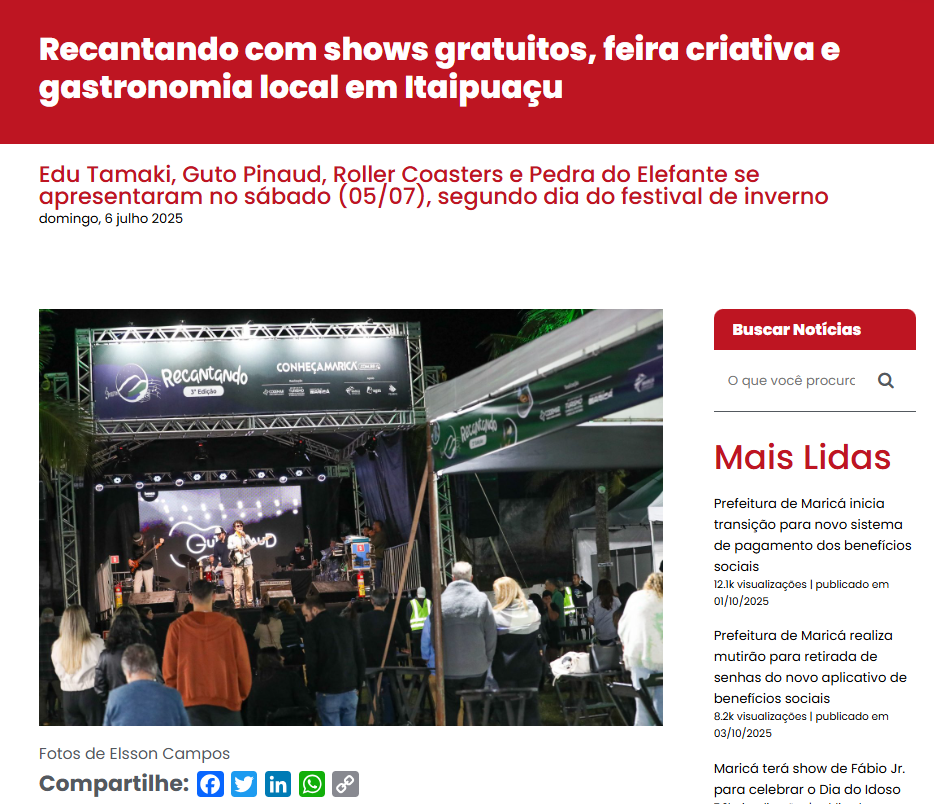 Recantando com shows gratuitos, feira criativa e
gastronomia local em Itaipuaçu
Edu Tamaki, Guto Pinaud, Roller Coasters e Pedra do Elefante se
apresentaram no sábado (05/07), segundo dia do festival de inverno
domingo, 6 julho 2025
Recantando
3ª Edição
CONHEÇAMARICÁ
Recantando
Fotos de Elsson Campos
Compartilhe:
Buscar Notícias
O que você procurc
Mais Lidas
Prefeitura de Maricá inicia
transição para novo sistema
de pagamento dos benefícios
sociais
12.1k visualizações | publicado em
01/10/2025
Prefeitura de Maricá realiza
mutirão para retirada de
senhas do novo aplicativo de
benefícios sociais
8.2k visualizações | publicado em
03/10/2025
Maricá terá show de Fábio Jr.
para celebrar o Dia do Idoso